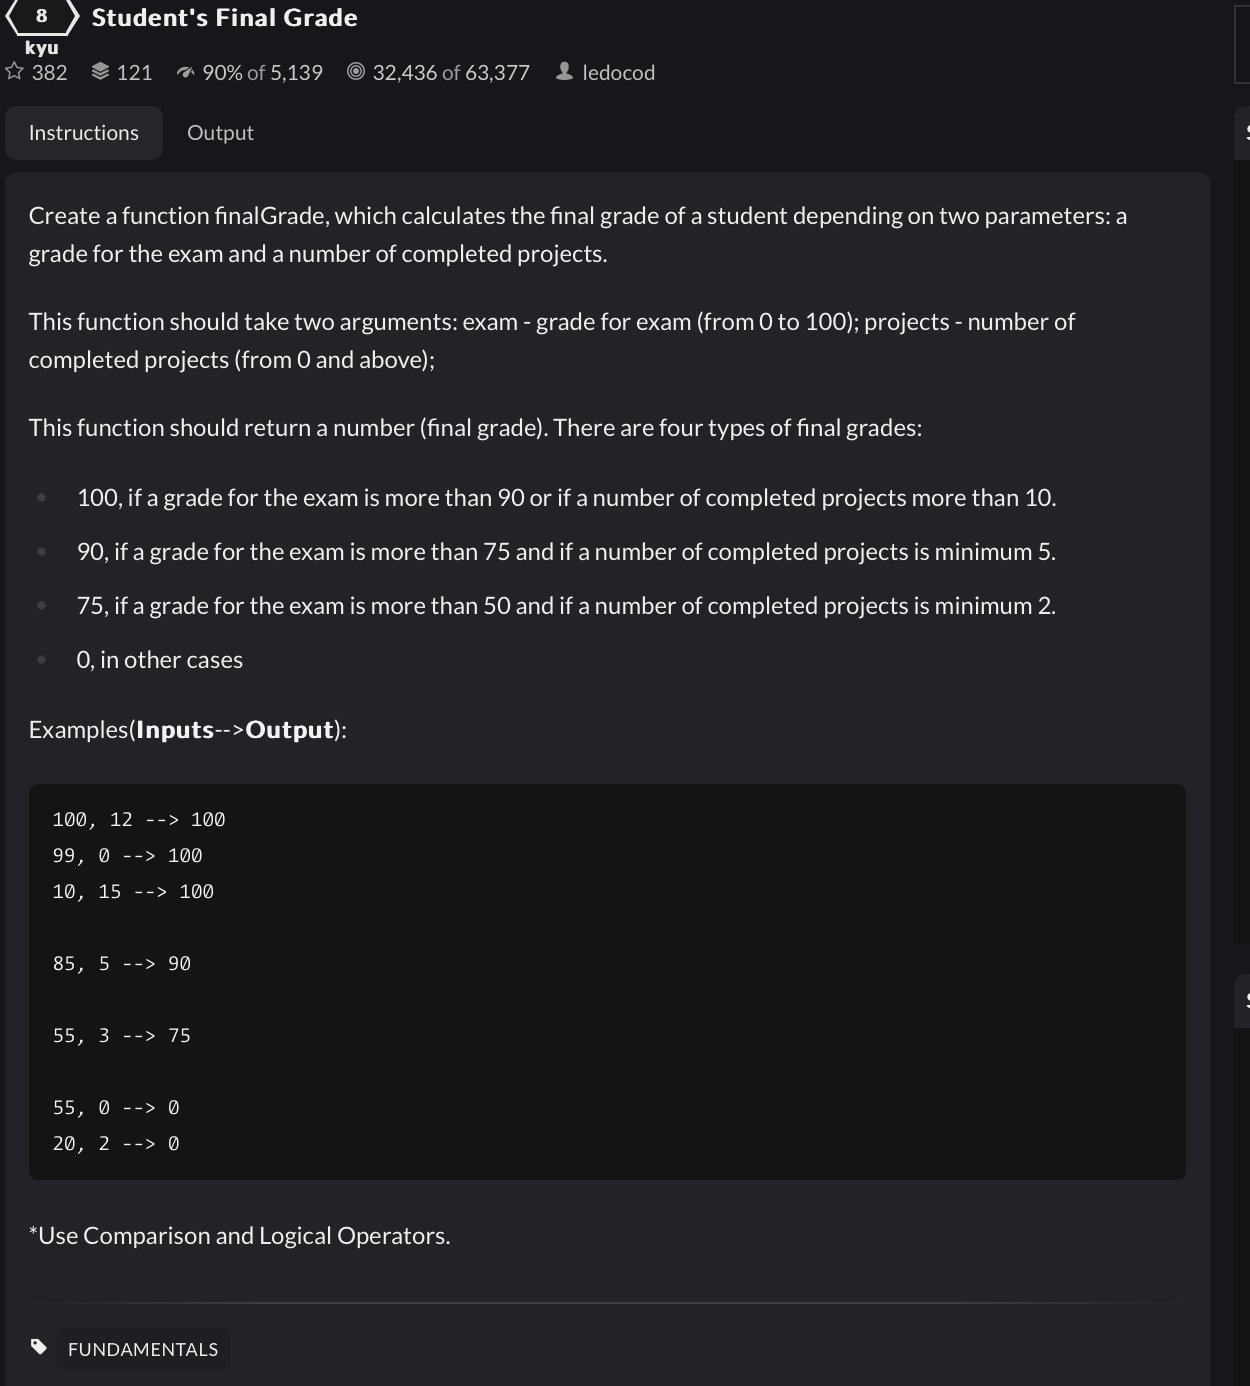 8
kyu
Student's Final Grade
382 121 90% of 5,139 32,436 of 63,377 ledocod
Instructions Output
Create a function finalGrade, which calculates the final grade of a student depending on two parameters: a
grade for the exam and a number of completed projects.
This function should take two arguments: exam - grade for exam (from 0 to 100); projects - number of
completed projects (from 0 and above);
This function should return a number (final grade). There are four types of final grades:
100, if a grade for the exam is more than 90 or if a number of completed projects more than 10.
90, if a grade for the exam is more than 75 and if a number of completed projects is minimum 5.
75, if a grade for the exam is more than 50 and if a number of completed projects is minimum 2.
0, in other cases
Examples(Inputs-->Output):
100, 12 --> 100
99, 0 --> 100
10, 15 --> 100
85, 5 --> 90
55, 3 --> 75
55, 0 --> 0
20, 2 --> 0
*Use Comparison and Logical Operators.
FUNDAMENTALS